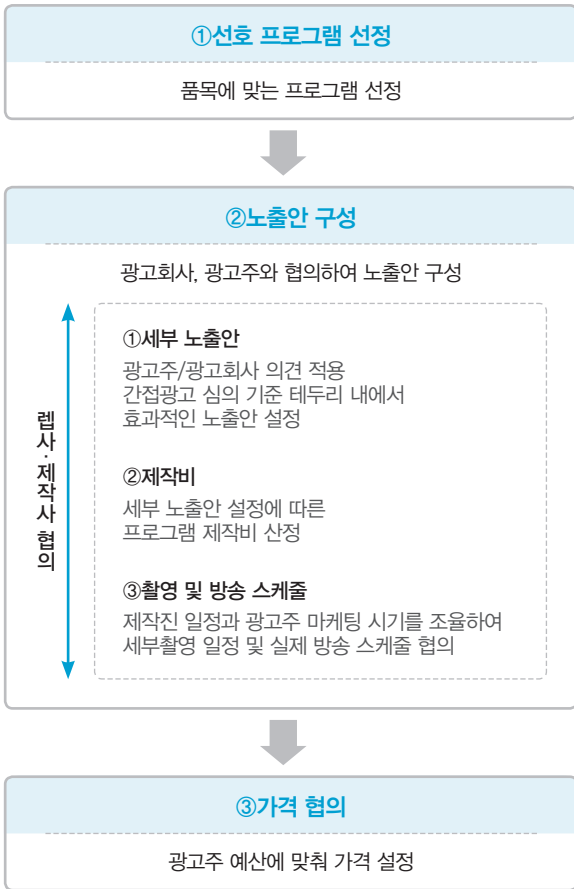 ①선호 프로그램 선정
품목에 맞는 프로그램 선정
②노출안 구성
광고회사, 광고주와 협의하여 노출안 구성
렙사·제작사 협의
①세부 노출안
광고주/광고회사 의견 적용
간접광고 심의 기준 테두리 내에서
효과적인 노출안 설정
②제작비
세부 노출안 설정에 따른
프로그램 제작비 산정
③촬영 및 방송 스케줄
제작진 일정과 광고주 마케팅 시기를 조율하여
세부촬영 일정 및 실제 방송 스케줄 협의
③가격 협의
광고주 예산에 맞춰 가격 설정